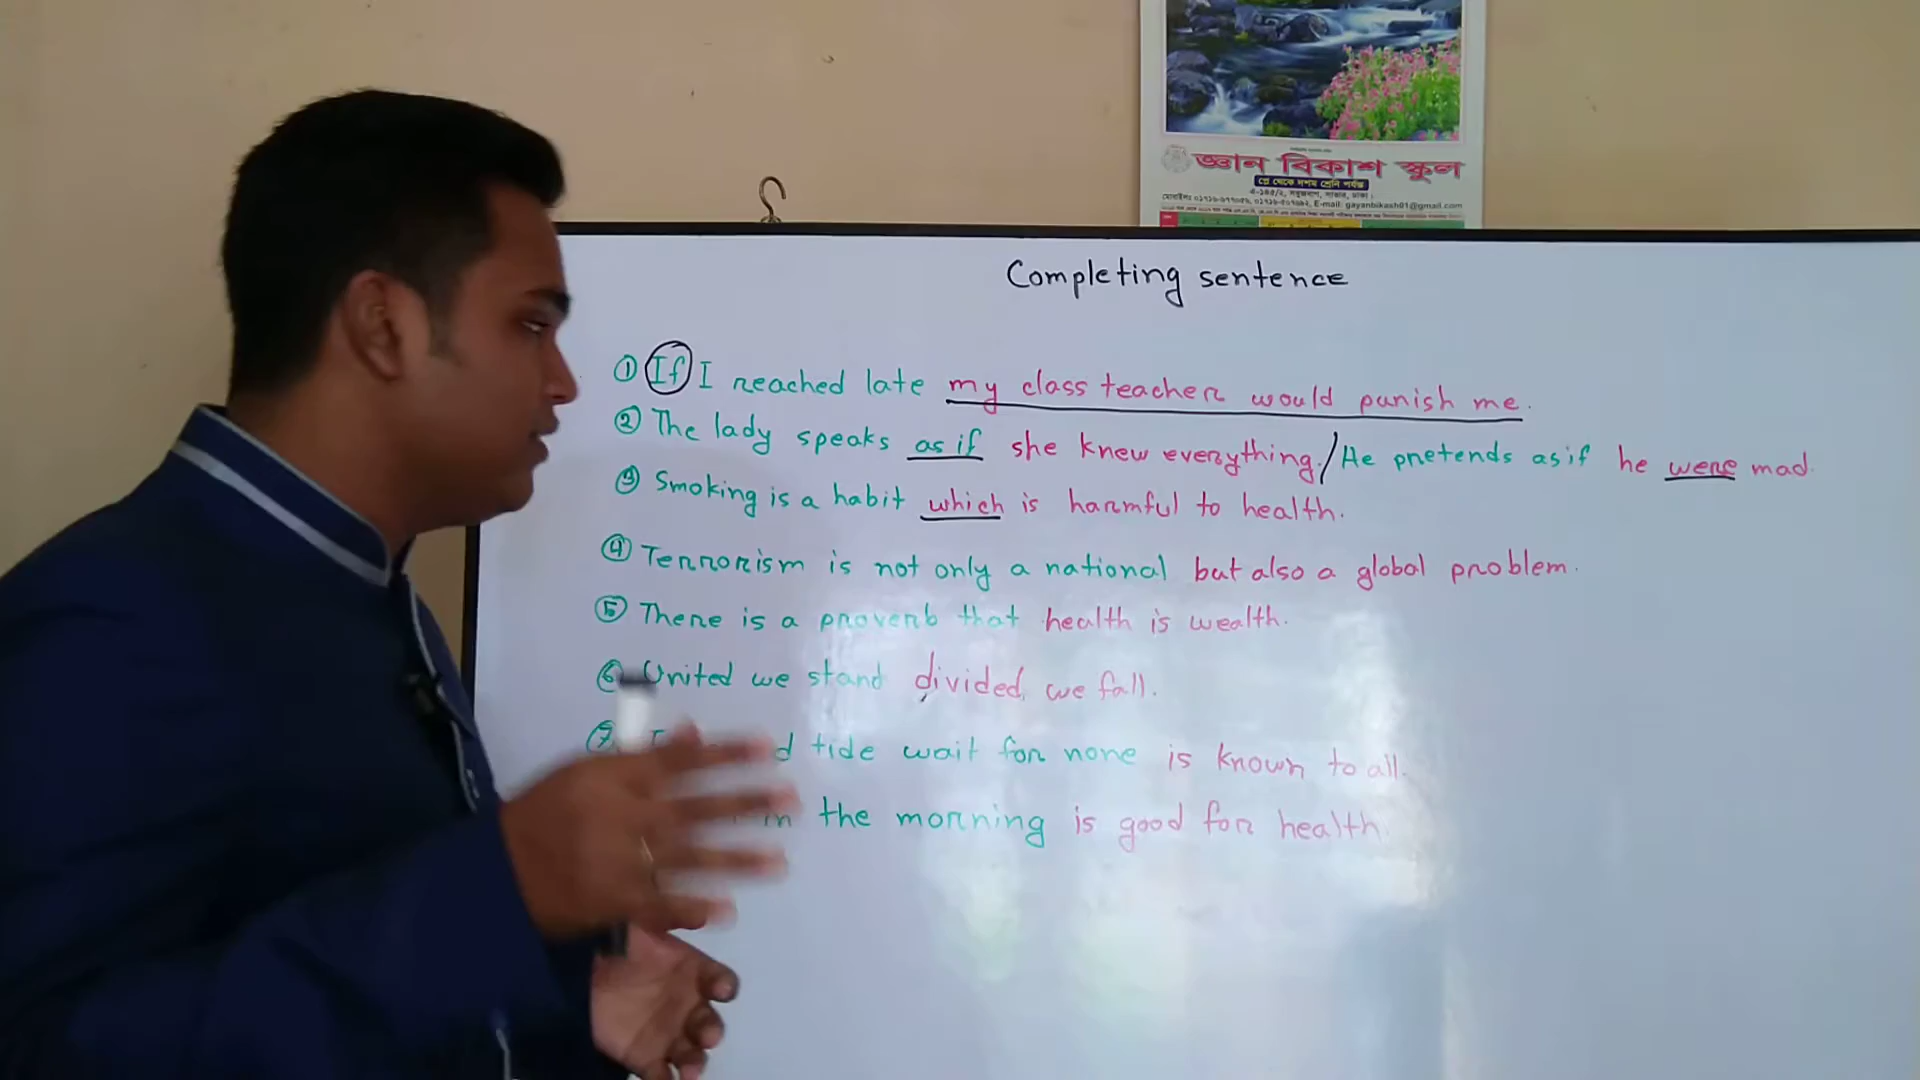 জ্ঞান বিকাশ স্কুল
প্লে থেকে দশম শ্রেণি পর্যন্ত
E-mail: gayanbikash01@gmail.com
Completing sentence
① If I reached late my class teacher would punish me.
② The lady speaks as if she knew everything./He pretends as if he were mad.
③ Smoking is a habit which is harmful to health.
④ Terrorism is not only a national but also a global problem.
⑤ There is a proverb that health is wealth.
⑥ United we stand divided we fall.
⑦ tide wait for none is known to all.
in the morning is good for health.